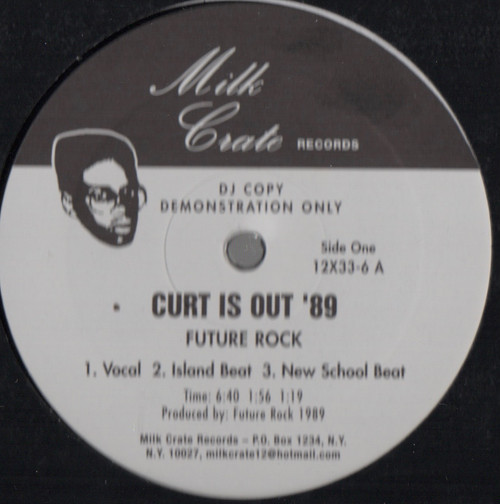 Milk
Crate RECORDS
DJ COPY
DEMONSTRATION ONLY
Side One
12X33-6 A
CURT IS OUT '89
FUTURE ROCK
1. Vocal 2. Island Beat 3. New School Beat
Time: 6:40 1:56 1:19
Produced by: Future Rock 1989
Milk Crate Records – P.O. Box 1234, N.Y.
N.Y. 10027, milkcrate12@hotmail.com